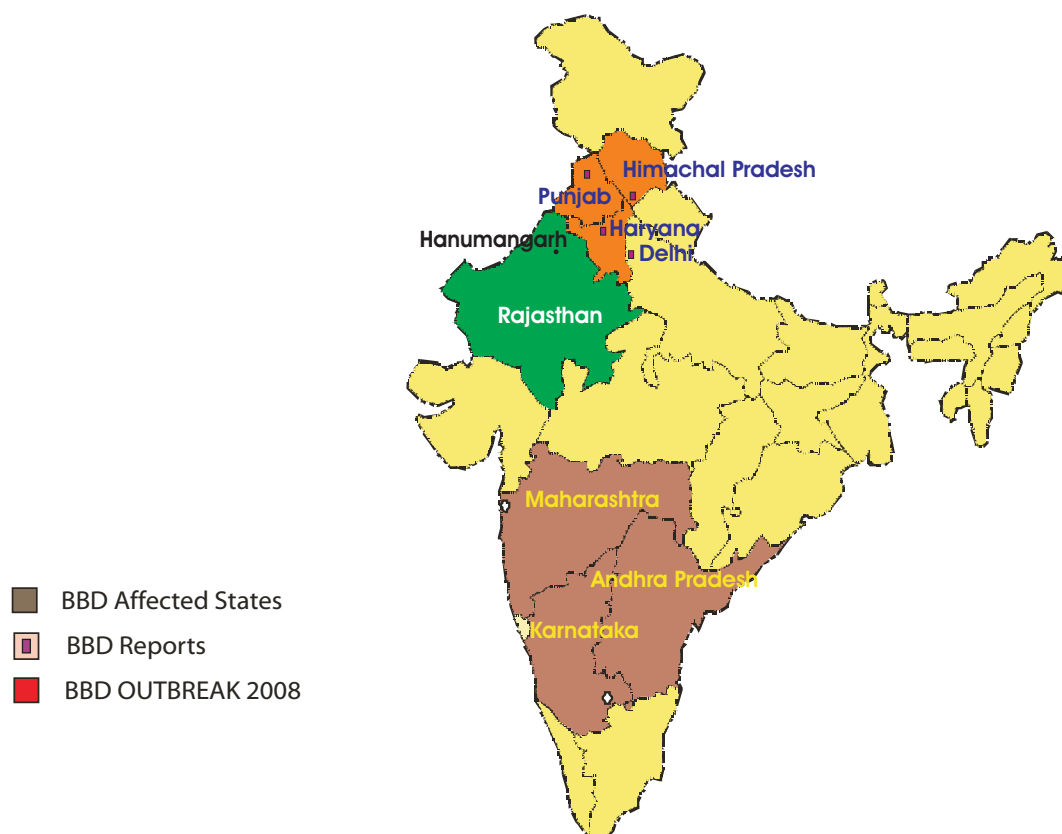 Himachal Pradesh
Punjab
Haryana
Hanumangarh
Delhi
Rajasthan
Maharashtra
Andhra Pradesh
Karnataka
BBD Affected States
BBD Reports
BBD OUTBREAK 2008